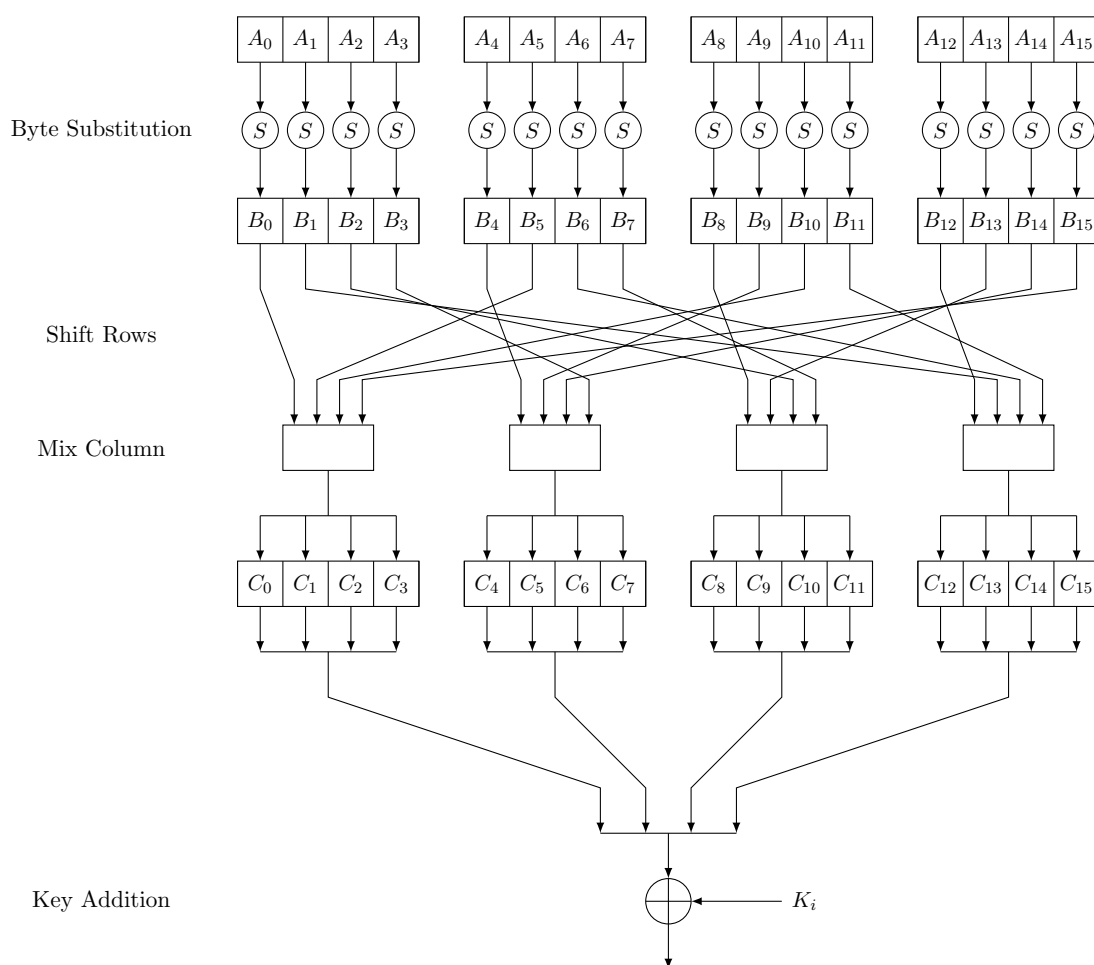 A₀ A₁ A₂ A₃ A₄ A₅ A₆ A₇ A₈ A₉ A₁₀ A₁₁ A₁₂ A₁₃ A₁₄ A₁₅
Byte Substitution S S S S S S S S S S S S S S S S
B₀ B₁ B₂ B₃ B₄ B₅ B₆ B₇ B₈ B₉ B₁₀ B₁₁ B₁₂ B₁₃ B₁₄ B₁₅
Shift Rows
Mix Column
C₀ C₁ C₂ C₃ C₄ C₅ C₆ C₇ C₈ C₉ C₁₀ C₁₁ C₁₂ C₁₃ C₁₄ C₁₅
Key Addition Kᵢ